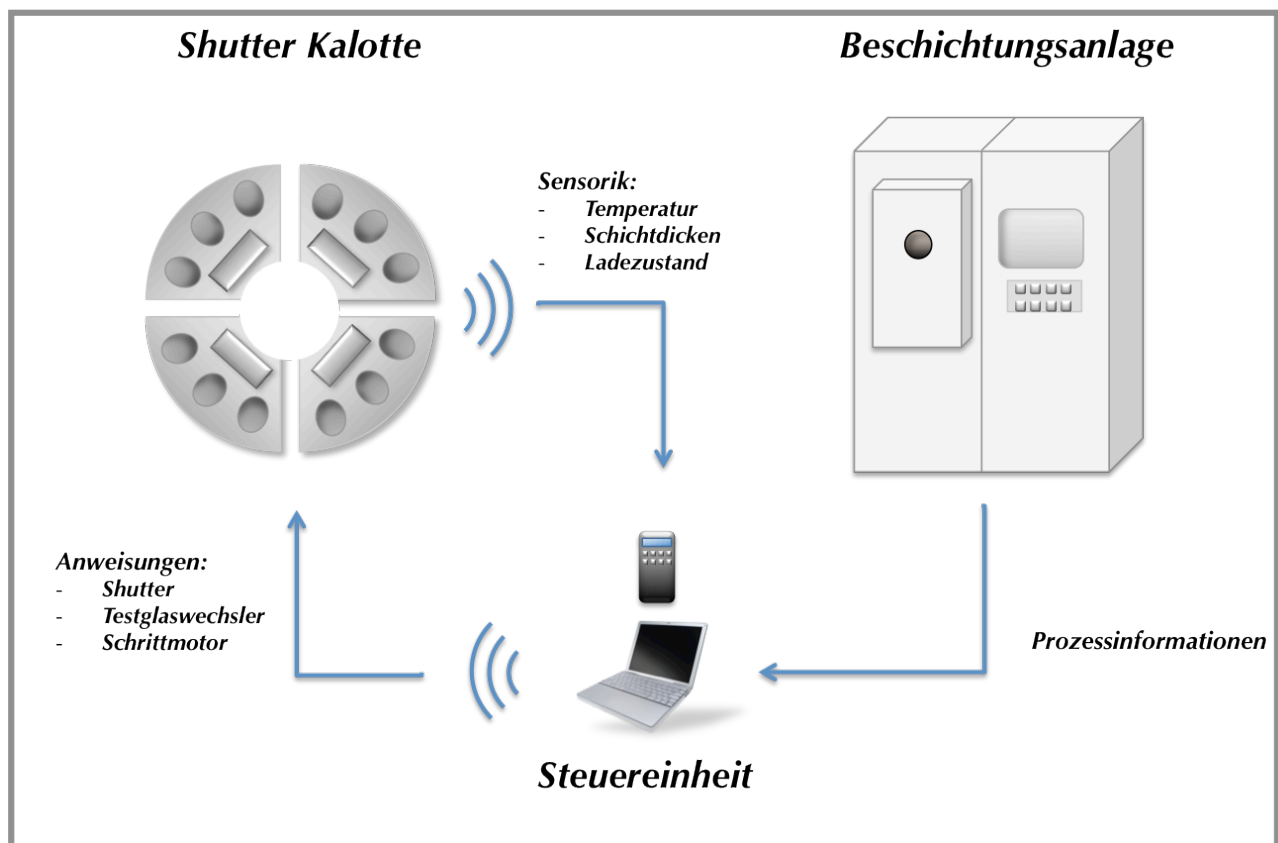 Shutter Kalotte
Beschichtungsanlage
Sensorik:
- Temperatur
- Schichtdicken
- Ladezustand
Anweisungen:
- Shutter
- Testglaswechsler
- Schrittmotor
Prozessinformationen
Steuereinheit